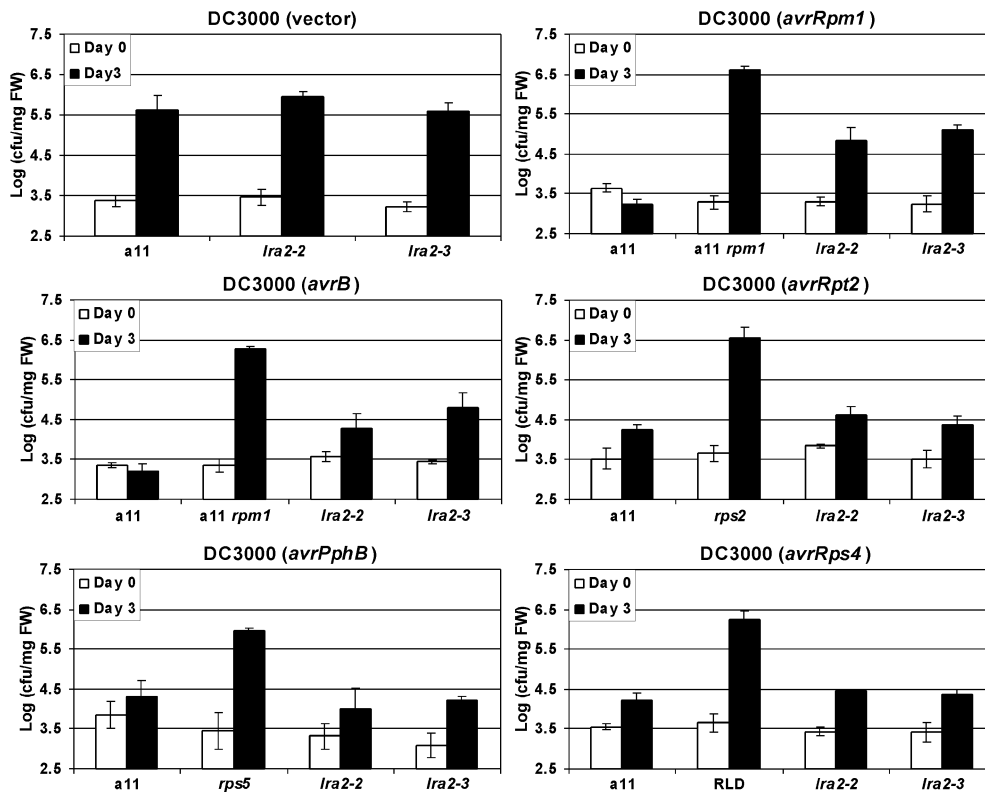 DC3000 (vector)
Log (cfu/mg FW)
7.5
6.5
5.5
4.5
3.5
2.5
Day 0
Day3
a11 lra2-2 lra2-3
DC3000 (avrRpm1)
Log (cfu/mg FW)
7.5
6.5
5.5
4.5
3.5
2.5
Day 0
Day 3
a11 a11 rpm1 lra2-2 lra2-3
DC3000 (avrB)
Log (cfu/mg FW)
7.5
6.5
5.5
4.5
3.5
2.5
Day 0
Day 3
a11 a11 rpm1 lra2-2 lra2-3
DC3000 (avrRpt2)
Log (cfu/mg FW)
7.5
6.5
5.5
4.5
3.5
2.5
Day 0
Day 3
a11 rps2 lra2-2 lra2-3
DC3000 (avrPphB)
Log (cfu/mg FW)
7.5
6.5
5.5
4.5
3.5
2.5
Day 0
Day 3
a11 rps5 lra2-2 lra2-3
DC3000 (avrRps4)
Log (cfu/mg FW)
7.5
6.5
5.5
4.5
3.5
2.5
Day 0
Day 3
a11 RLD lra2-2 lra2-3